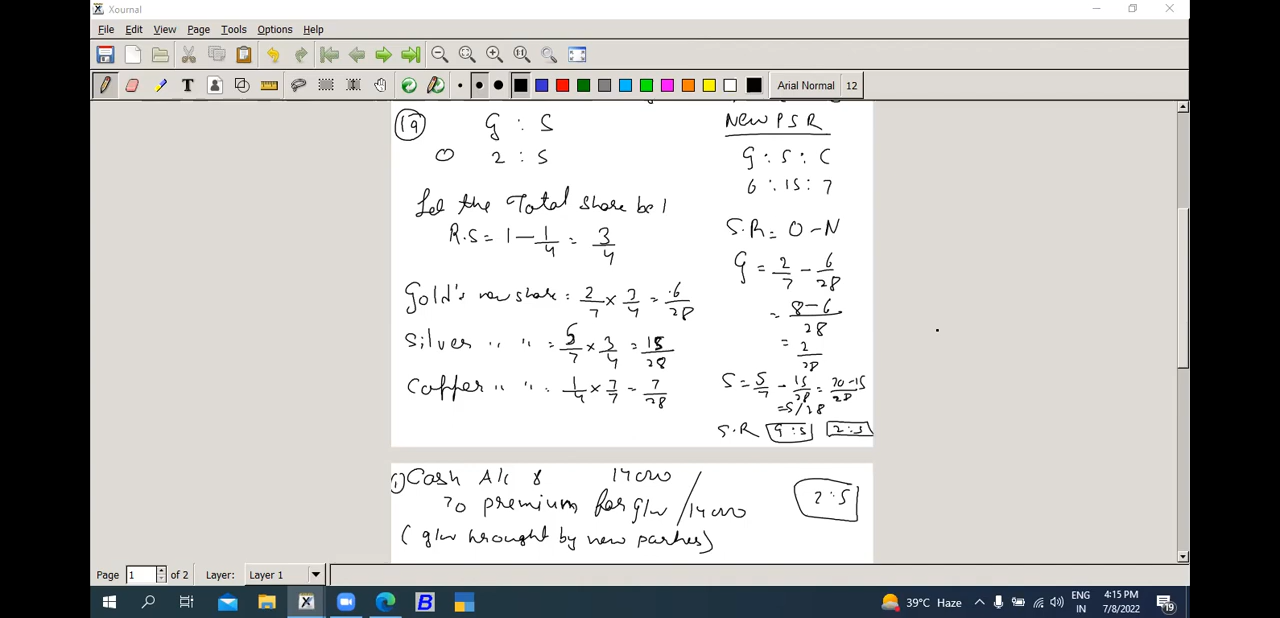 Xournal
File Edit View Page Tools Options Help
Arial Normal 12
19 G : S
O 2 : 5
Let the Total share be 1
R.S = 1 - 1/4 = 3/4
Gold's new share = 2/7 × 3/4 = 6/28
Silver " " = 5/7 × 3/4 = 15/28
Copper " " = 1/4 × 7/7 = 7/28
New P S R
G : S : C
6 : 15 : 7
S.R = O - N
G = 2/7 - 6/28
= 8-6/28
= 2/28
S = 5/7 - 15/28 = 20-15/28
= 5/28
S.R G : S 2 : 5
1) Cash A/c 14000
To premium for G/w / 14000
(G/w brought by new parties)
2 : 5
Page 1 of 2 Layer: Layer 1
39°C Haze
ENG
IN
4:15 PM
7/8/2022
19